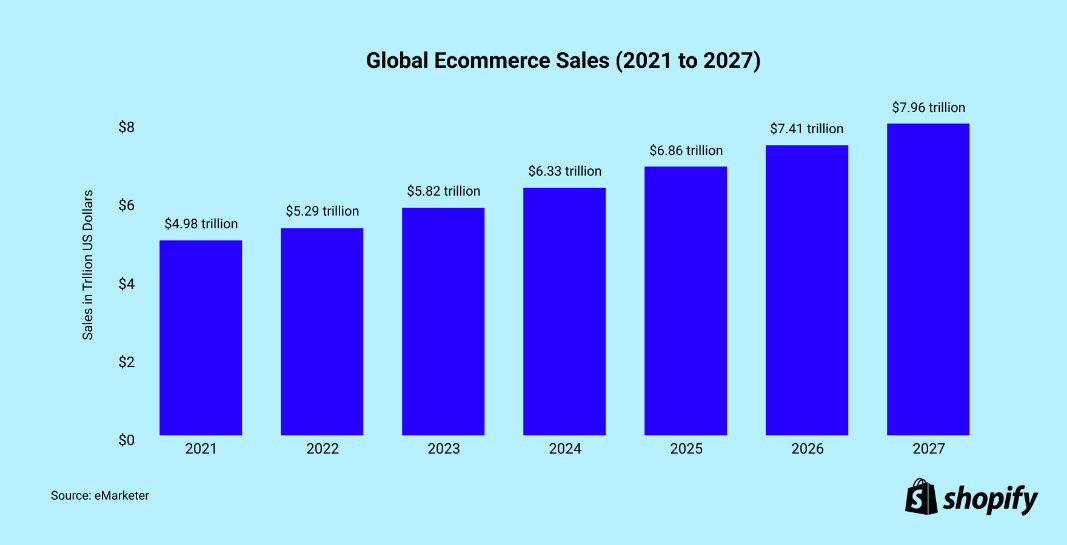 Global Ecommerce Sales (2021 to 2027)
Sales in Trilion US Dollars
$8
$6
$4
$2
$0
$4.98 trillion
$5.29 trillion
$5.82 trillion
$6.33 trillion
$6.86 trillion
$7.41 trillion
$7.96 trillion
2021
2022
2023
2024
2025
2026
2027
Source: eMarketer
shopify